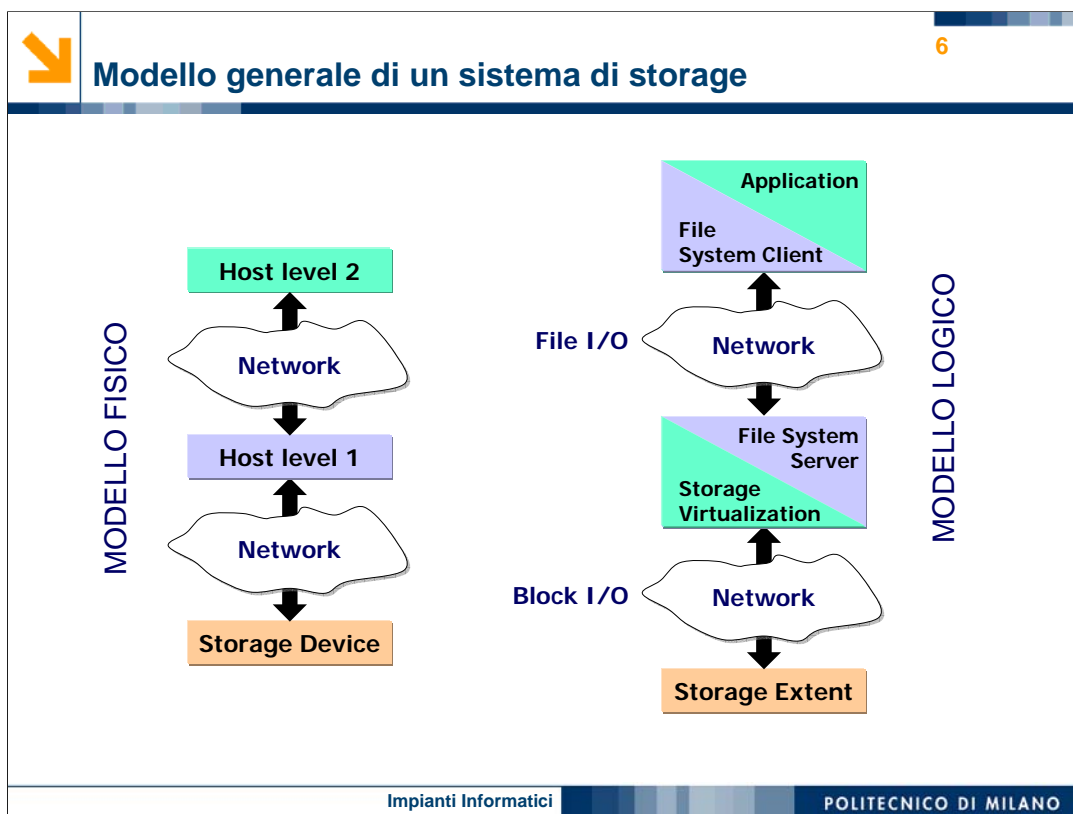 6
Modello generale di un sistema di storage
MODELLO FISICO
Host level 2
Network
Host level 1
Network
Storage Device
Application
File
System Client
File I/O
Network
File System
Server
Storage
Virtualization
Block I/O
Network
Storage Extent
MODELLO LOGICO
Impianti Informatici
POLITECNICO DI MILANO